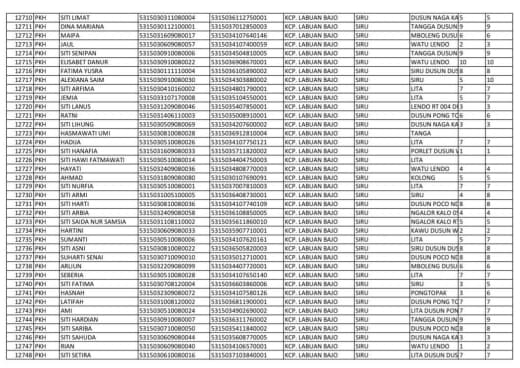 12710 PKH SITI LIMAT 5315030311080004 5315036112750001 KCP. LABUAN BAJO SIRU DUSUN NAGA KA 5 5
12711 PKH DINA MARIANA 5315030112100001 5315037012850003 KCP. LABUAN BAJO SIRU TANGGA DUSUN 9 9
12712 PKH MAIPA 5315031609080017 5315034107640146 KCP. LABUAN BAJO SIRU MBOLENG DUSU 6 6
12713 PKH JAUL 5315030609080057 5315034107400059 KCP. LABUAN BAJO SIRU WATU LENDO 2 3
12714 PKH SITI SENIPAN 5315030910080006 5315034504810005 KCP. LABUAN BAJO SIRU TANGGA DUSUN 9 9
12715 PKH ELISABET DANUR 5315030910080022 5315036908670001 KCP. LABUAN BAJO SIRU WATU LENDO 10 10
12716 PKH FATIMA YUSRA 5315030111110004 5315036105890002 KCP. LABUAN BAJO SIRU SIRU DUSUN DUS 8 8
12717 PKH ALEXIANA SAIM 5315030910080030 5315034303880002 KCP. LABUAN BAJO SIRU SIRU 5 10
12718 PKH SITI ARFIMA 5315030410160002 5315034801790001 KCP. LABUAN BAJO SIRU LITA 7 7
12719 PKH JEMIA 5315033107170008 5315035104550001 KCP. LABUAN BAJO SIRU LITA 5 7
12720 PKH SITI LANUS 5315031209080046 5315035407850001 KCP. LABUAN BAJO SIRU LENDO RT 004 D 3
12721 PKH RATNI 5315031406110003 5315035008910001 KCP. LABUAN BAJO SIRU DUSUN PONG TO 6 6
12722 PKH SITI LIHUNG 5315030509080069 5315034207600002 KCP. LABUAN BAJO SIRU DUSUN NAGA KA 3 3
12723 PKH HASMAWATI UMI 5315030810080028 5315036912810004 KCP. LABUAN BAJO SIRU TANGA
12724 PKH HADIJA 5315030510080026 5315034107750121 KCP. LABUAN BAJO SIRU LITA 7 7
12725 PKH SITI HANAFIA 5315031609080033 5315035711820002 KCP. LABUAN BAJO SIRU PORLET DUSUN 1 1
12726 PKH SITI HAWI FATMAWATI 5315030510080014 5315034404750003 KCP. LABUAN BAJO SIRU LITA
12727 PKH HAYATI 5315032409080036 5315034808770003 KCP. LABUAN BAJO SIRU WATU LENDO 4 4
12728 PKH AHMAD 5315031809080080 5315030107690091 KCP. LABUAN BAJO SIRU KOLONG 5 5
12729 PKH SITI NURFIA 5315030510080001 5315037007810003 KCP. LABUAN BAJO SIRU LITA 7 7
12730 PKH SITI ARMI 5315031005100005 5315036408730001 KCP. LABUAN BAJO SIRU SIRU 4 8
12731 PKH SITI HARTI 5315030810080036 5315034107740109 KCP. LABUAN BAJO SIRU DUSUN POCO ND 8 8
12732 PKH SITI ARBIA 5315032409080058 5315036108850005 KCP. LABUAN BAJO SIRU NGALOR KALO 05 4 4
12733 PKH SITI SAIDA NUR SAMSIA 5315031108110002 5315035611860010 KCP. LABUAN BAJO SIRU NGALOR KALO R 5 5
12734 PKH HARTINI 5315030609080033 5315035907710001 KCP. LABUAN BAJO SIRU KAWU DUSUN W 2 2
12735 PKH SUMANTI 5315030510080006 5315034107620161 KCP. LABUAN BAJO SIRU LITA 5 7
12736 PKH SITI ASNI 5315030810080022 5315036505820003 KCP. LABUAN BAJO SIRU SIRU DUSUN DUS 8 8
12737 PKH SUHARTI SENAI 5315030710090010 5315035012710001 KCP. LABUAN BAJO SIRU DUSUN POCO ND 8 8
12738 PKH ARIJUN 5315032209080099 5315034407720001 KCP. LABUAN BAJO SIRU MBOLENG DUSU 6 6
12739 PKH SEBERIA 5315030510080028 5315034107650140 KCP. LABUAN BAJO SIRU LITA 7 7
12740 PKH SITI FATIMA 5315030708120004 5315036603860006 KCP. LABUAN BAJO SIRU SIRU 3 5
12741 PKH HASNAH 5315032309080072 5315034107580126 KCP. LABUAN BAJO SIRU PONGTOPAK 3 6
12742 PKH LATIFAH 5315031008120002 5315036811900001 KCP. LABUAN BAJO SIRU DUSUN PONG TO 7 6
12743 PKH AMI 5315030510080024 5315034902690002 KCP. LABUAN BAJO SIRU LITA DUSUN PON 7 7
12744 PKH SITI HARDIAN 5315030910080007 5315036311760002 KCP. LABUAN BAJO SIRU TANGGA DUSUN 9 9
12745 PKH SITI SARIBA 5315030710080050 5315035411840002 KCP. LABUAN BAJO SIRU DUSUN POCO ND 8 8
12746 PKH SITI SAHUDA 5315030609080044 5315035608770005 KCP. LABUAN BAJO SIRU DUSUN NAGA KA 3 3
12747 PKH RIAN 5315030609080030 5315034106570001 KCP. LABUAN BAJO SIRU WATU LENDO 1 2
12748 PKH SITI SETIRA 5315030610080016 5315037103840001 KCP. LABUAN BAJO SIRU LITA DUSUN DUS 7 7